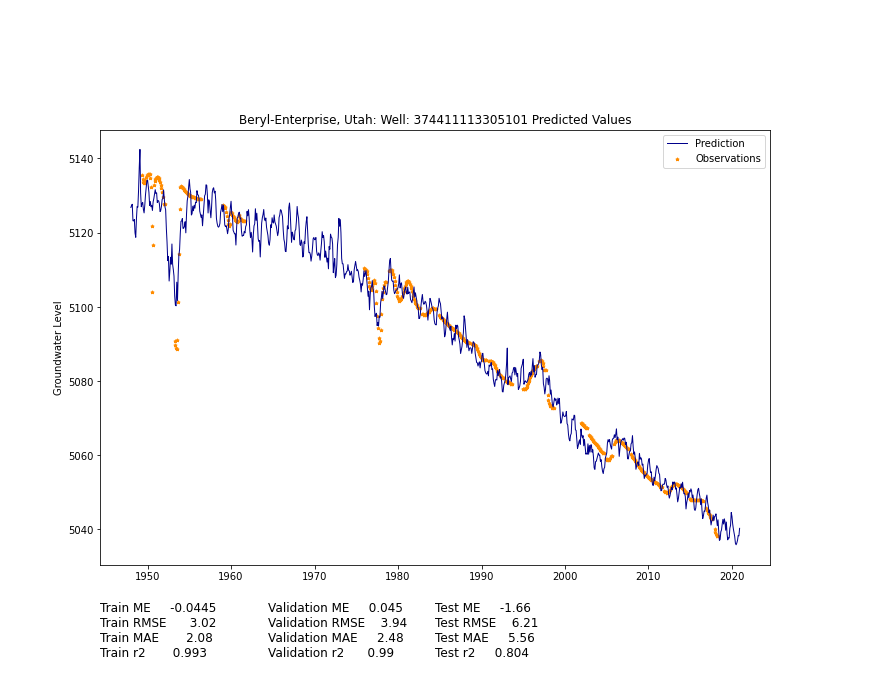 Beryl-Enterprise, Utah: Well: 374411113305101 Predicted Values
Prediction
Observations
Groundwater Level
5140
5120
5100
5080
5060
5040
1950 1960 1970 1980 1990 2000 2010 2020
Train ME -0.0445 Validation ME 0.045 Test ME -1.66
Train RMSE 3.02 Validation RMSE 3.94 Test RMSE 6.21
Train MAE 2.08 Validation MAE 2.48 Test MAE 5.56
Train r2 0.993 Validation r2 0.99 Test r2 0.804